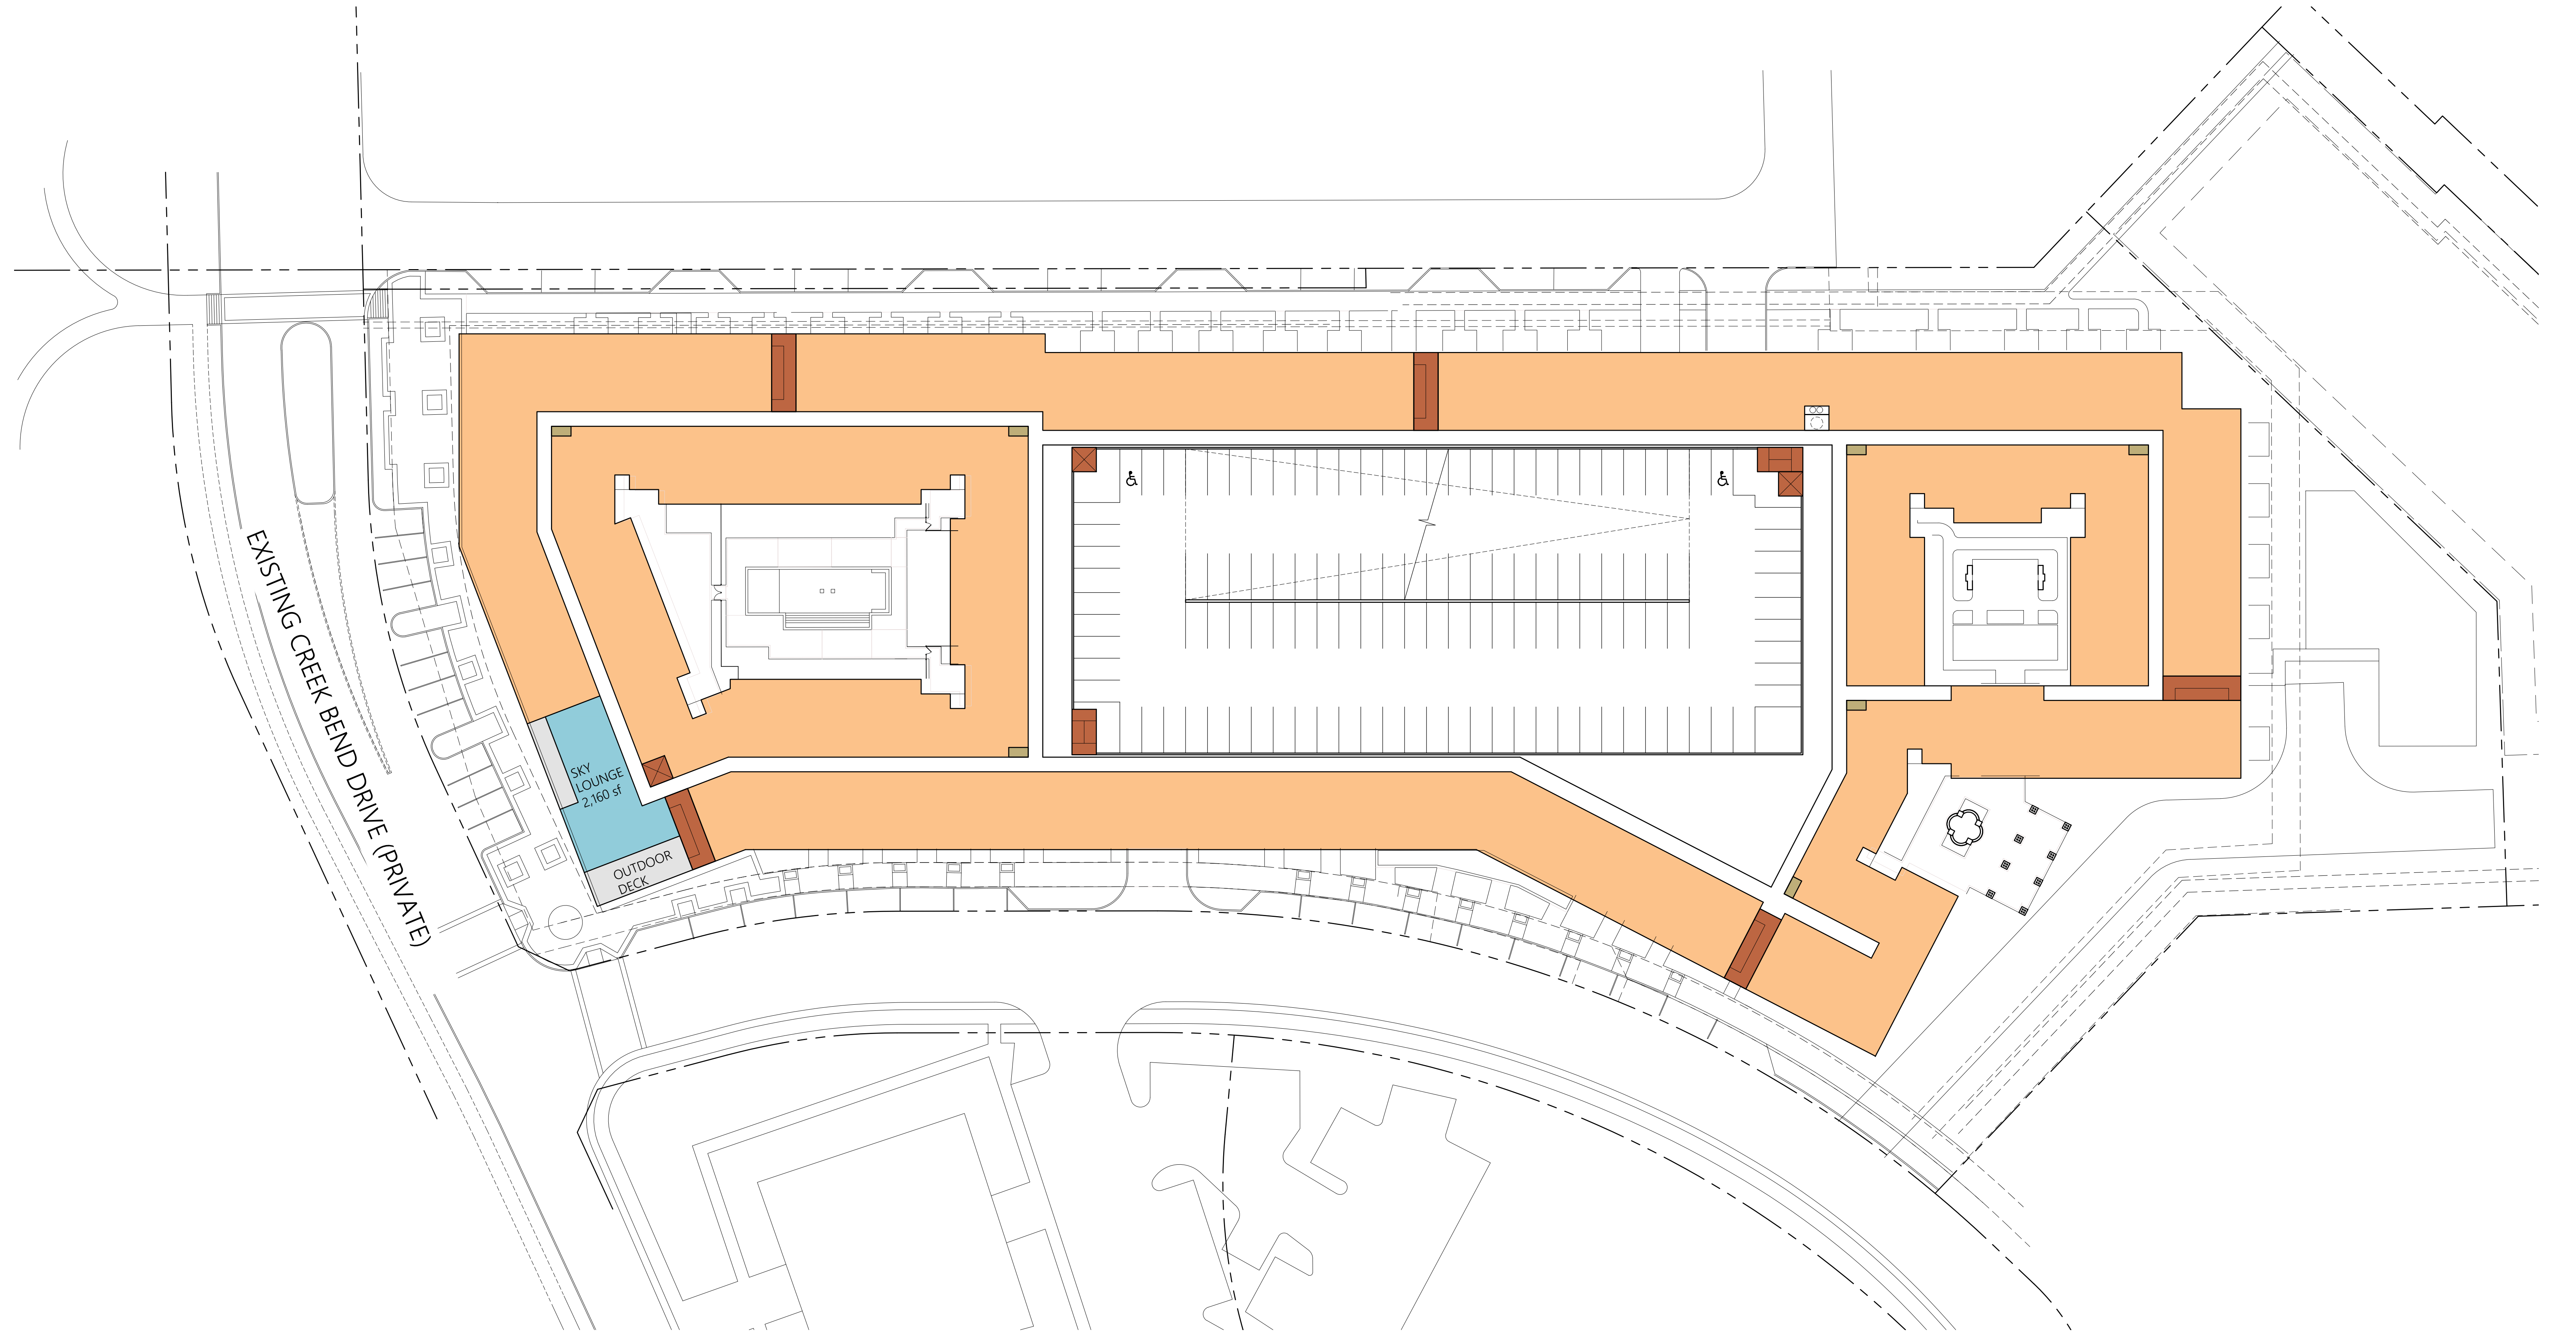 EXISTING CREEK BEND DRIVE (PRIVATE)
SKY
LOUNGE
2,160 sf
OUTDOOR
DECK